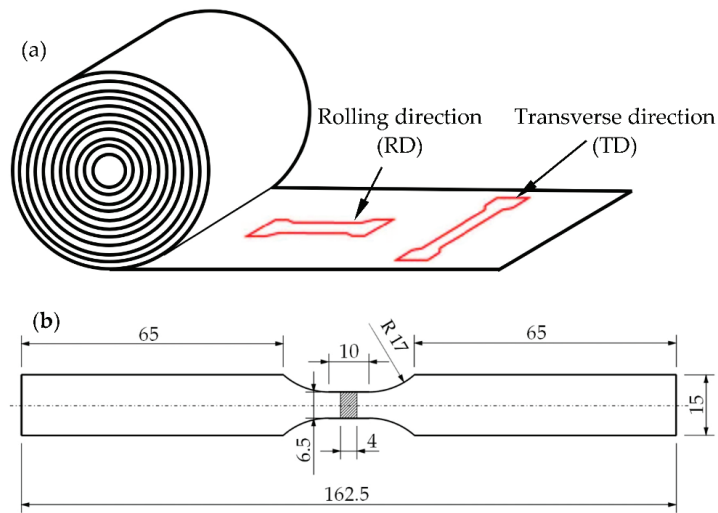 (a)
Rolling direction
(RD)
Transverse direction
(TD)
(b)
65
10
R 17
65
15
6.5
4
162.5